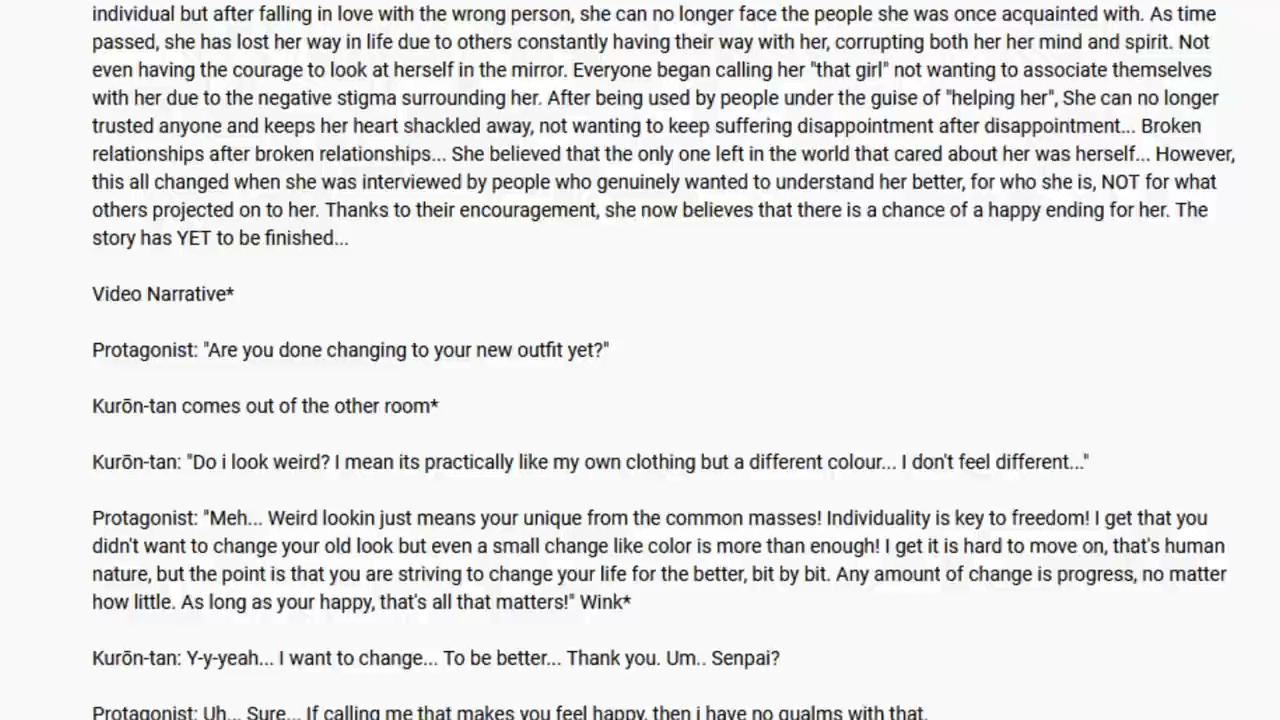 individual but after falling in love with the wrong person, she can no longer face the people she was once acquainted with. As time
passed, she has lost her way in life due to others constantly having their way with her, corrupting both her her mind and spirit. Not
even having the courage to look at herself in the mirror. Everyone began calling her "that girl" not wanting to associate themselves
with her due to the negative stigma surrounding her. After being used by people under the guise of "helping her", She can no longer
trusted anyone and keeps her heart shackled away, not wanting to keep suffering disappointment after disappointment... Broken
relationships after broken relationships... She believed that the only one left in the world that cared about her was herself... However,
this all changed when she was interviewed by people who genuinely wanted to understand her better, for who she is, NOT for what
others projected on to her. Thanks to their encouragement, she now believes that there is a chance of a happy ending for her. The
story has YET to be finished...
Video Narrative*
Protagonist: "Are you done changing to your new outfit yet?"
Kurōn-tan comes out of the other room*
Kurōn-tan: "Do i look weird? I mean its practically like my own clothing but a different colour... I don't feel different..."
Protagonist: "Meh... Weird lookin just means your unique from the common masses! Individuality is key to freedom! I get that you
didn't want to change your old look but even a small change like color is more than enough! I get it is hard to move on, that's human
nature, but the point is that you are striving to change your life for the better, bit by bit. Any amount of change is progress, no matter
how little. As long as your happy, that's all that matters!" Wink*
Kurōn-tan: Y-y-yeah... I want to change... To be better... Thank you. Um.. Senpai?
Protagonist: Uh... Sure... If calling me that makes you feel happy, then i have no qualms with that.